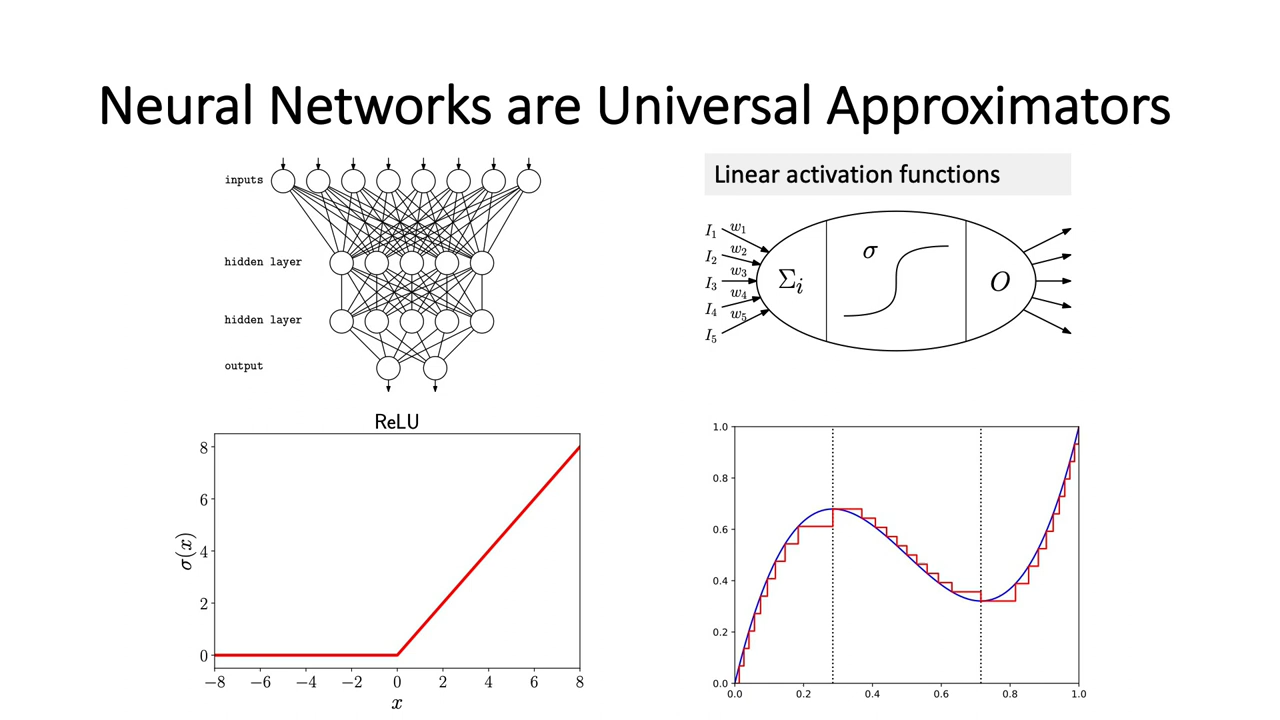 Neural Networks are Universal Approximators
inputs
hidden layer
hidden layer
output
Linear activation functions
I₁ w₁
I₂ w₂
I₃ w₃
I₄ w₄
I₅ w₅
Σᵢ
σ
O
ReLU
8
6
4
2
0
σ(x)
−8 −6 −4 −2 0 2 4 6 8
x
1.0
0.8
0.6
0.4
0.2
0.0
0.0 0.2 0.4 0.6 0.8 1.0